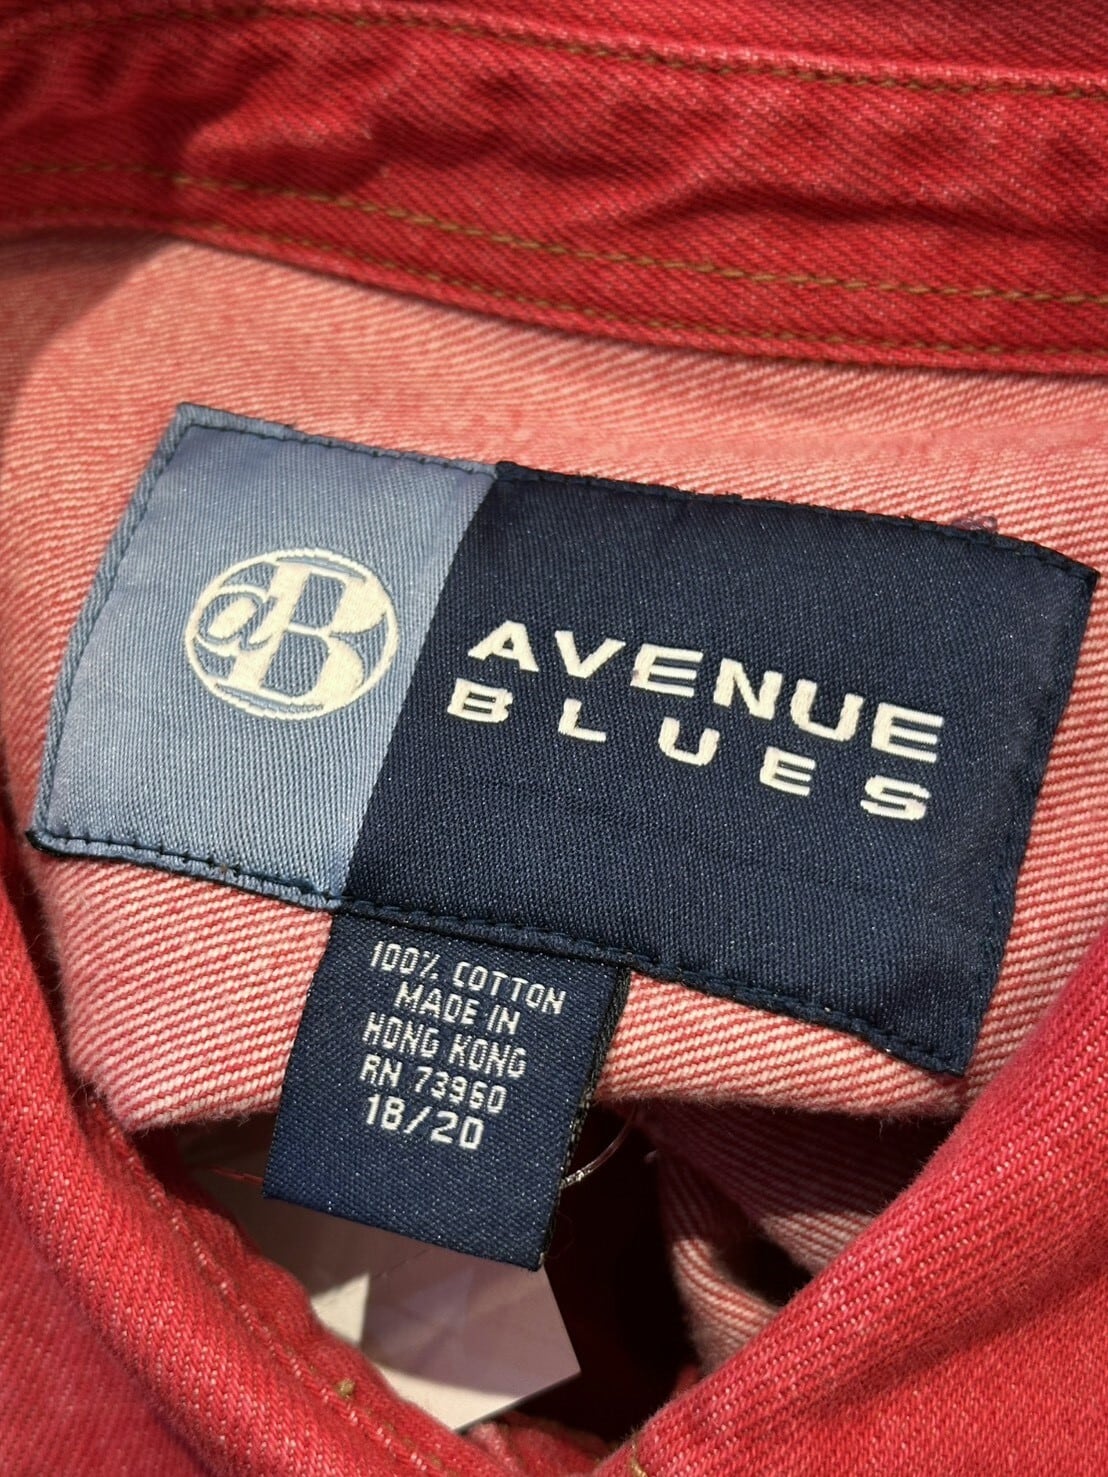 aB
AVENUE
BLUES
100% COTTON
MADE IN
HONG KONG
RN 73960
18/20